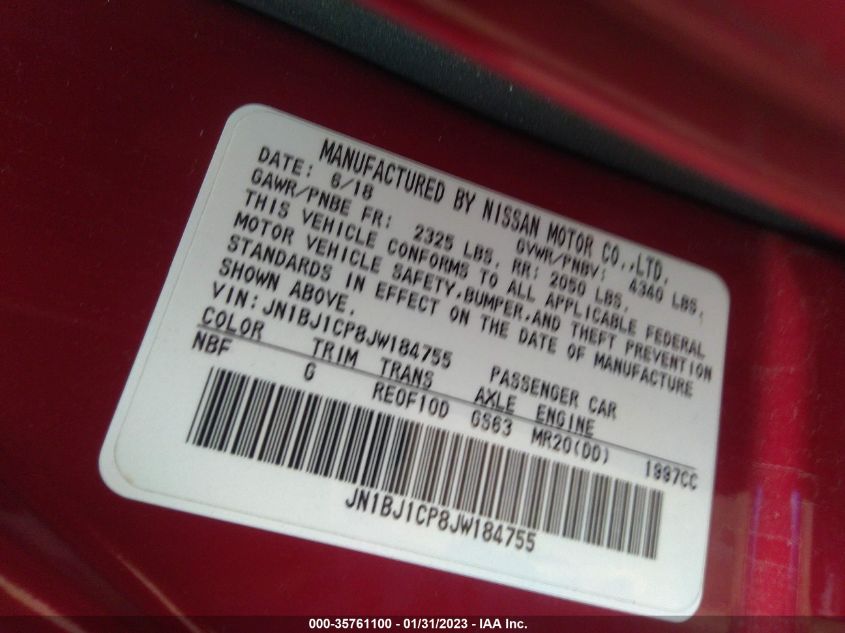 MANUFACTURED BY NISSAN MOTOR CO.,LTD.
DATE: 6/18 GVWR/PNBV: 4340 LBS.
GAWR/PNBE FR: 2325 LBS. RR: 2050 LBS.
THIS VEHICLE CONFORMS TO ALL APPLICABLE FEDERAL
MOTOR VEHICLE SAFETY,BUMPER,AND THEFT PREVENTION
STANDARDS IN EFFECT ON THE DATE OF MANUFACTURE
SHOWN ABOVE.
VIN:JN1BJ1CP8JW184755 PASSENGER CAR
COLOR TRIM TRANS AXLE ENGINE
NBF G RE0F10D GS63 MR20(DD) 1997CC
JN1BJ1CP8JW184755
000-35761100 - 01/31/2023 - IAA Inc.